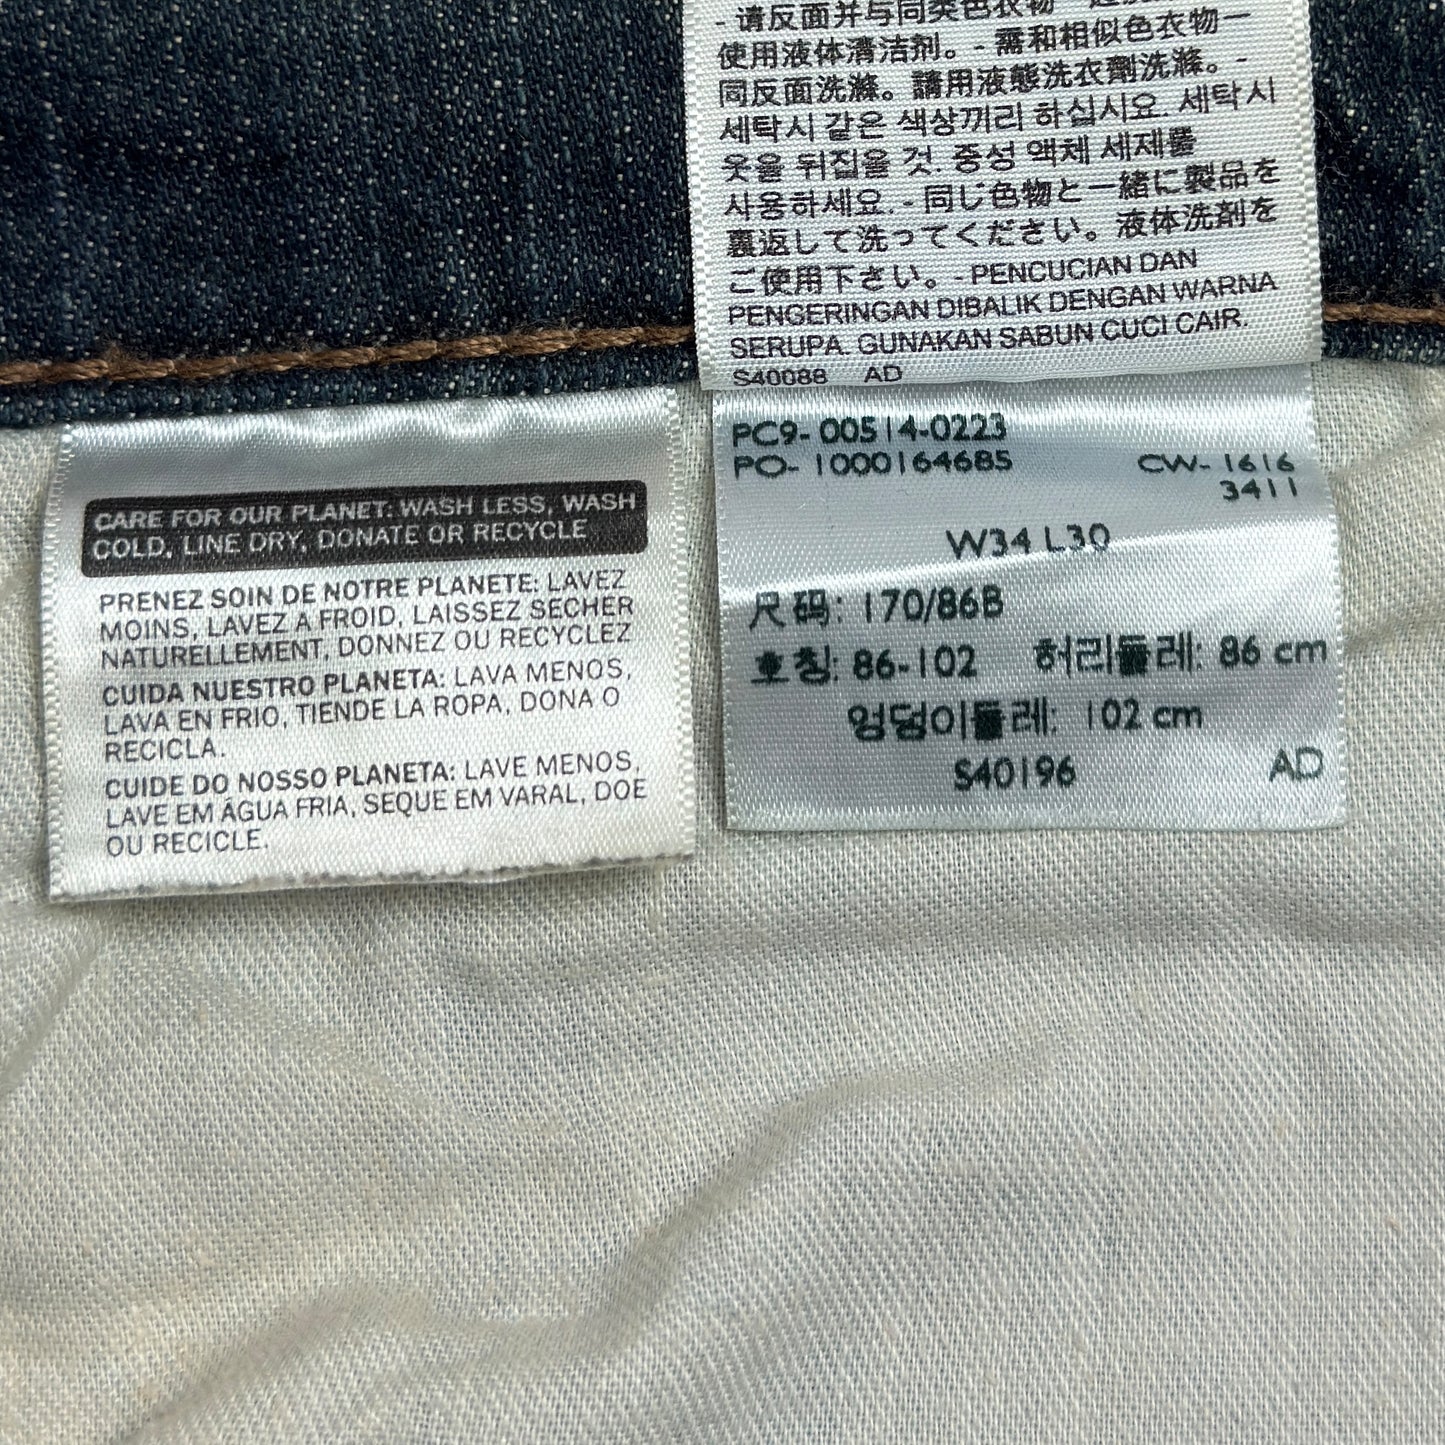 - 请反面并与同类色衣物一
使用液体清洁剂。- 需和相似色衣物一
同反面洗滌。請用液態洗衣劑洗滌。-
세탁시 같은 색상끼리 하십시요. 세탁시
옷을 뒤집을 것. 중성 액체 세제를
사용하세요. - 同じ色物と一緒に製品を
裏返して洗ってください。液体洗剤を
ご使用下さい。- PENCUCIAN DAN
PENGERINGAN DIBALIK DENGAN WARNA
SERUPA. GUNAKAN SABUN CUCI CAIR.
S40088 AD
CARE FOR OUR PLANET: WASH LESS, WASH
COLD, LINE DRY, DONATE OR RECYCLE
PRENEZ SOIN DE NOTRE PLANETE: LAVEZ
MOINS, LAVEZ A FROID, LAISSEZ SECHER
NATURELLEMENT, DONNEZ OU RECYCLEZ
CUIDA NUESTRO PLANETA: LAVA MENOS,
LAVA EN FRIO, TIENDE LA ROPA, DONA O
RECICLA.
CUIDE DO NOSSO PLANETA: LAVE MENOS,
LAVE EM ÁGUA FRIA, SEQUE EM VARAL, DOE
OU RECICLE.
PC9-00514-0223
PO-1000164685 CW-1616
3411
W34 L30
尺码: 170/86B
호칭: 86-102 허리둘레: 86 cm
엉덩이둘레: 102 cm
S40196 AD